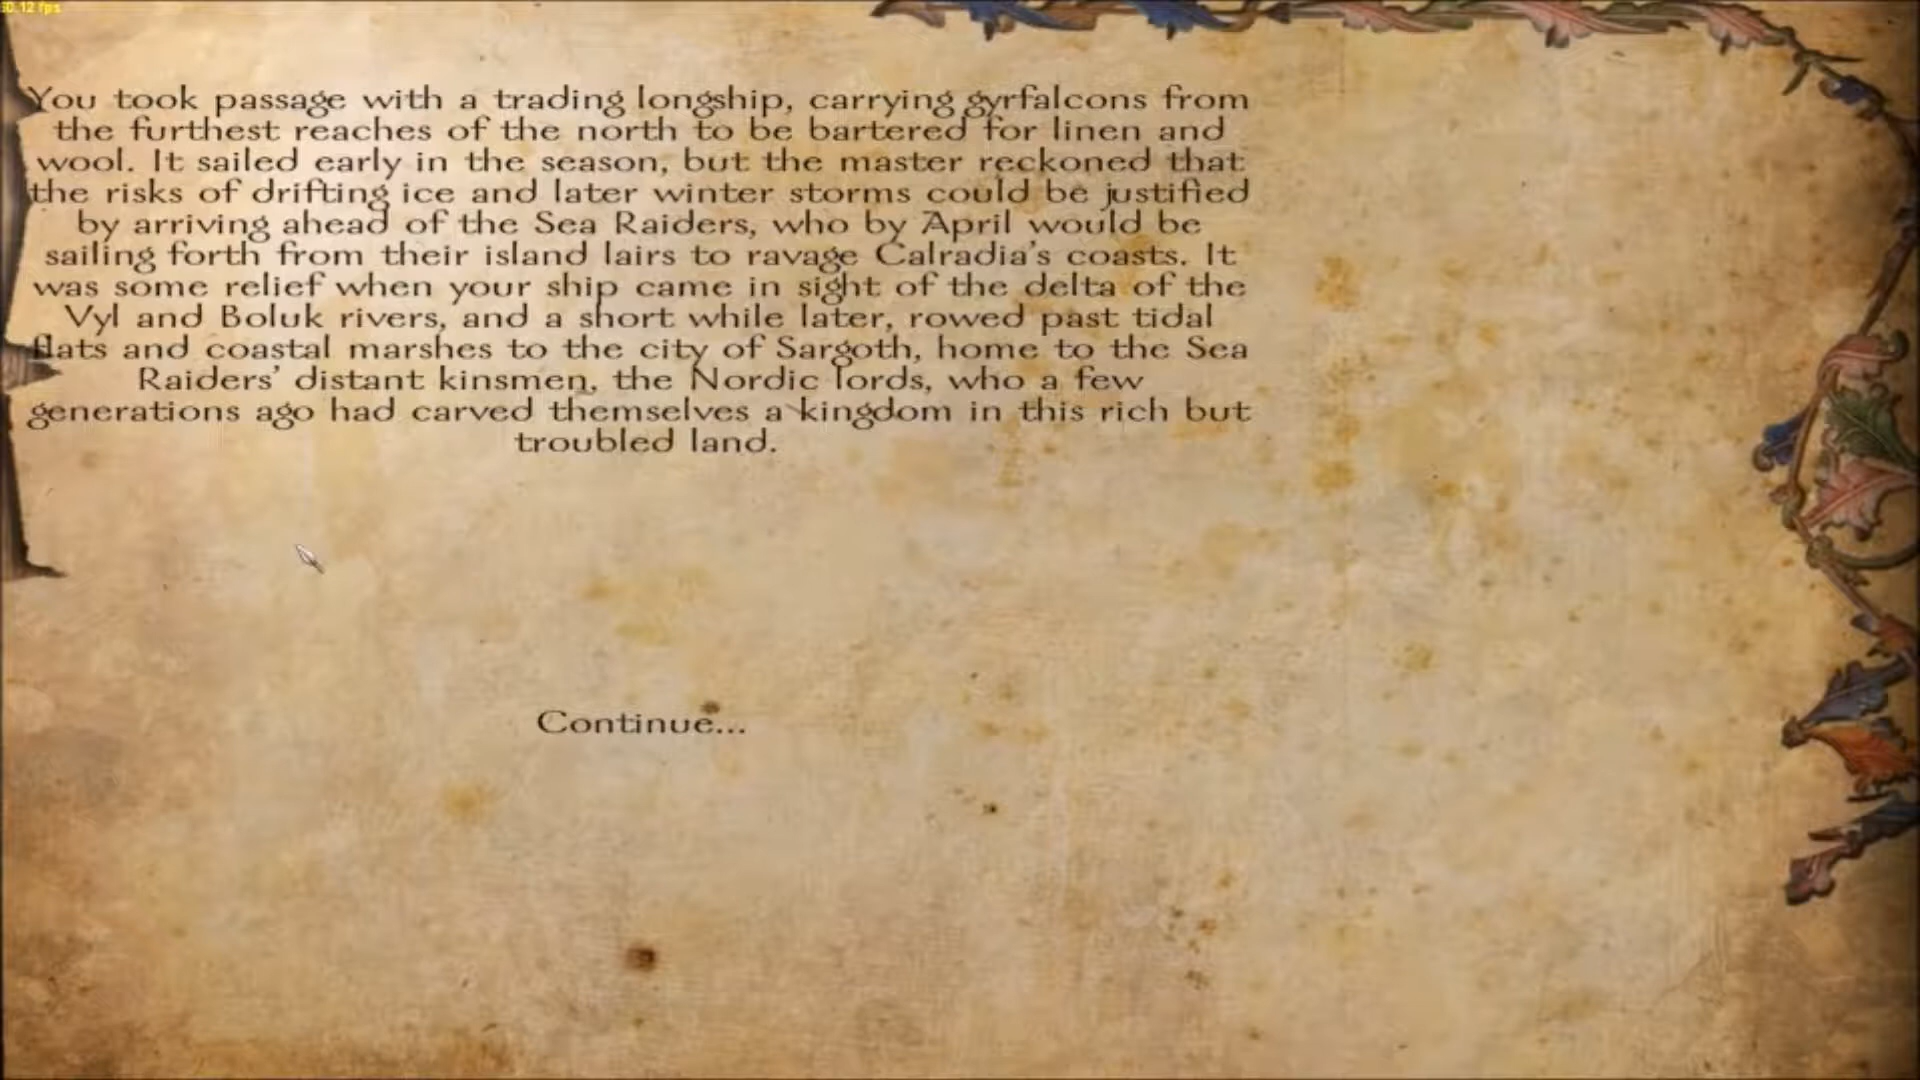 60.12 fps
You took passage with a trading longship, carrying gyrfalcons from
the furthest reaches of the north to be bartered for linen and
wool. It sailed early in the season, but the master reckoned that
the risks of drifting ice and later winter storms could be justified
by arriving ahead of the Sea Raiders, who by April would be
sailing forth from their island lairs to ravage Calradia's coasts. It
was some relief when your ship came in sight of the delta of the
Vyl and Boluk rivers, and a short while later, rowed past tidal
flats and coastal marshes to the city of Sargoth, home to the Sea
Raiders' distant kinsmen, the Nordic lords, who a few
generations ago had carved themselves a kingdom in this rich but
troubled land.
Continue...